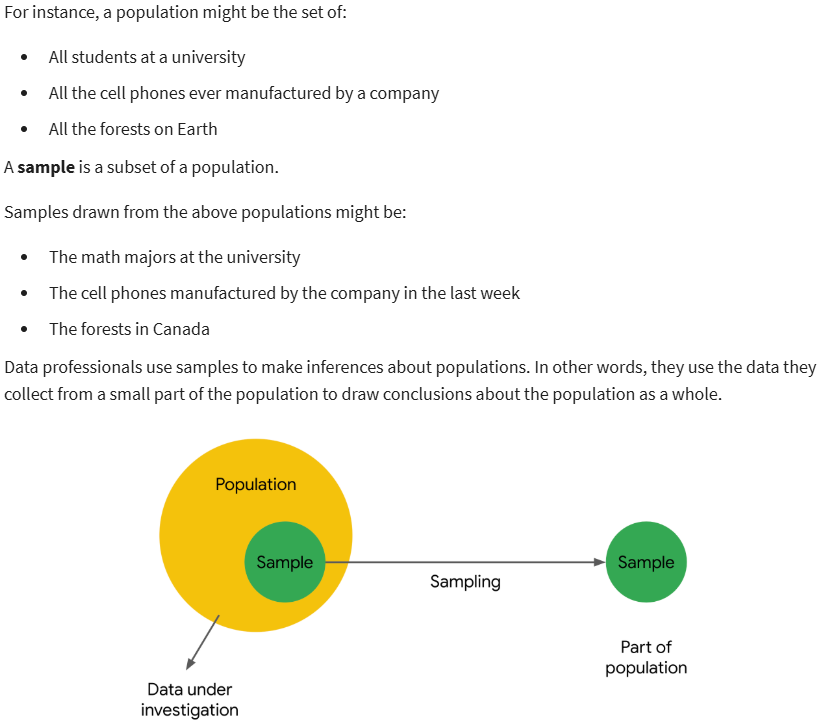 For instance, a population might be the set of:
• All students at a university
• All the cell phones ever manufactured by a company
• All the forests on Earth
A sample is a subset of a population.
Samples drawn from the above populations might be:
• The math majors at the university
• The cell phones manufactured by the company in the last week
• The forests in Canada
Data professionals use samples to make inferences about populations. In other words, they use the data they
collect from a small part of the population to draw conclusions about the population as a whole.
Population
Sample
Sampling
Sample
Part of
population
Data under
investigation